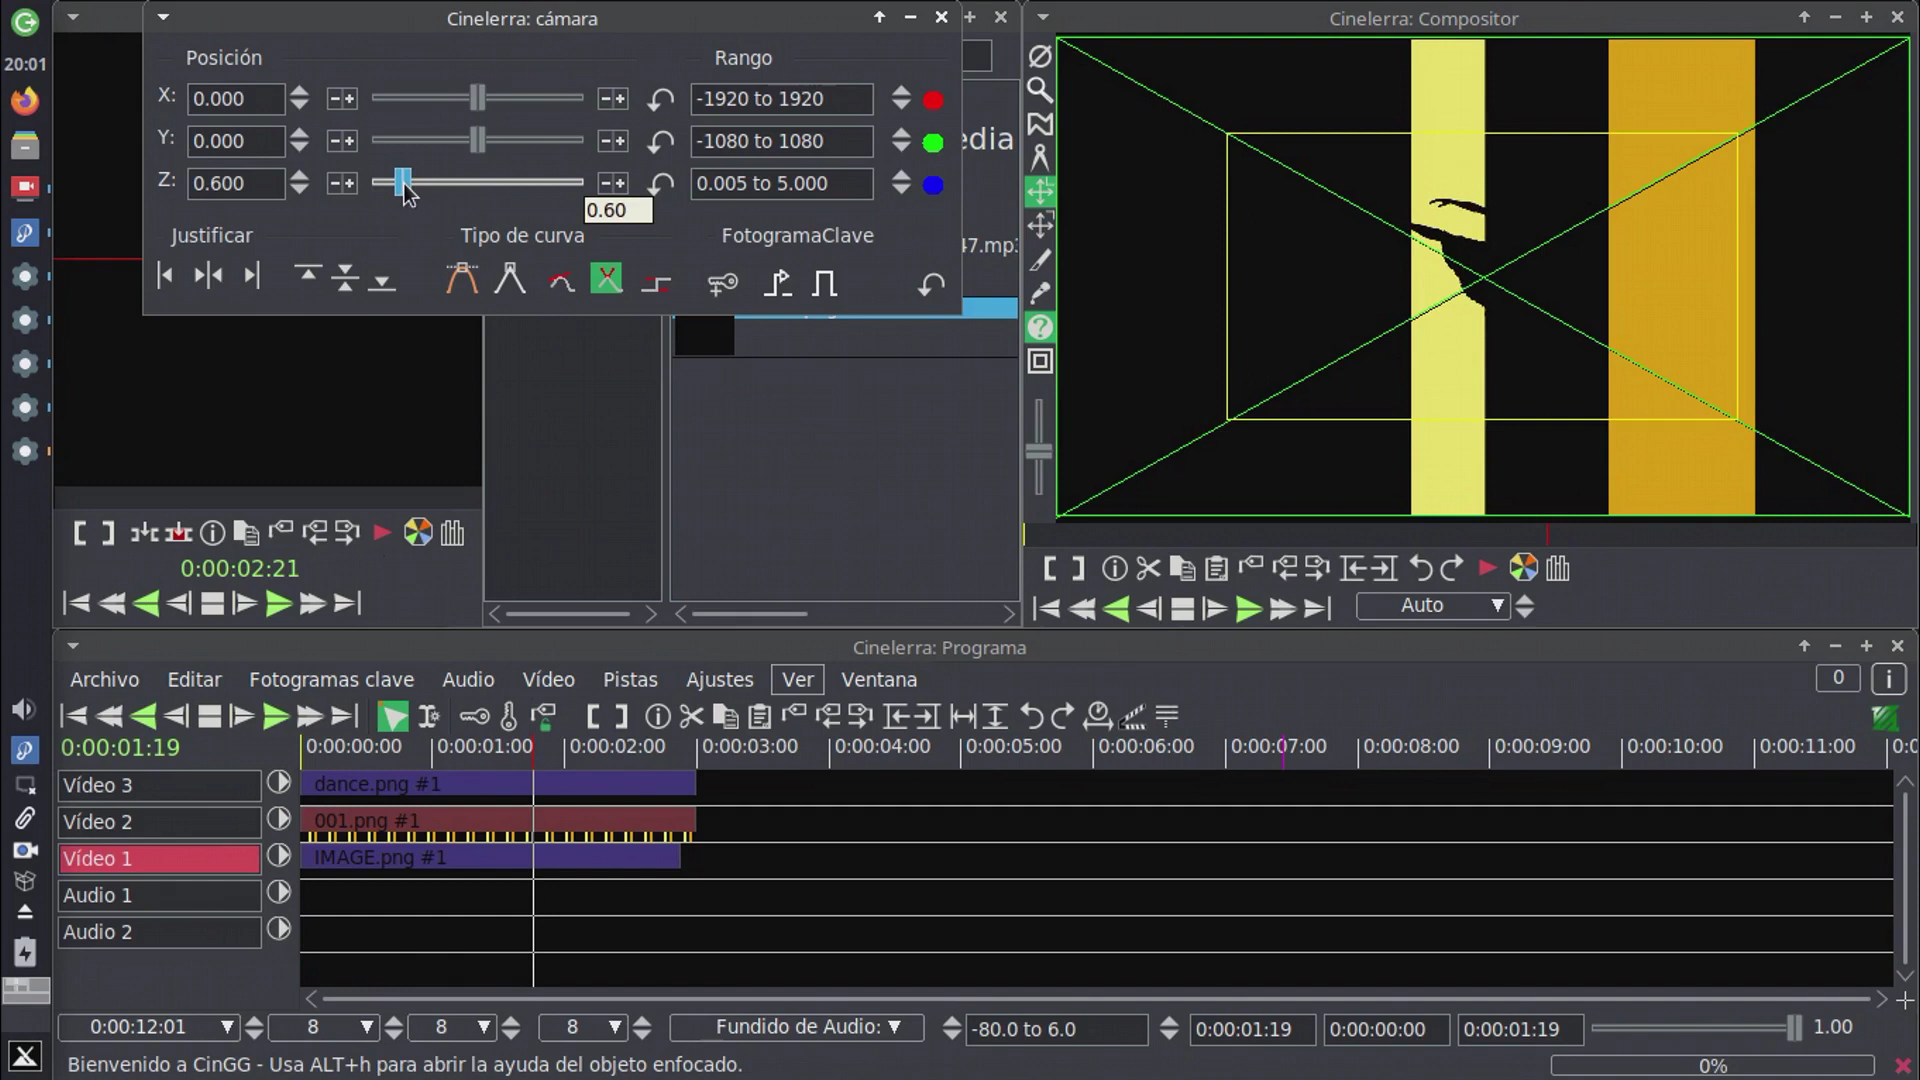 Cinelerra: cámara
Cinelerra: Compositor
20:01
Posición
Rango
X: 0.000
-1920 to 1920
Y: 0.000
-1080 to 1080
edia
Z: 0.600
0.005 to 5.000
0.60
Justificar
Tipo de curva
FotogramaClave
47.mp3
0:00:02:21
Auto
Cinelerra: Programa
Archivo Editar Fotogramas clave Audio Vídeo Pistas Ajustes Ver Ventana
0
0:00:01:19
0:00:00:00 0:00:01:00 0:00:02:00 0:00:03:00 0:00:04:00 0:00:05:00 0:00:06:00 0:00:07:00 0:00:08:00 0:00:09:00 0:00:10:00 0:00:11:00 0:0
Vídeo 3
dance.png #1
Vídeo 2
001.png #1
Vídeo 1
IMAGE.png #1
Audio 1
Audio 2
0:00:12:01 8 8 8 Fundido de Audio: -80.0 to 6.0 0:00:01:19 0:00:00:00 0:00:01:19 1.00
Bienvenido a CinGG - Usa ALT+h para abrir la ayuda del objeto enfocado.
0%